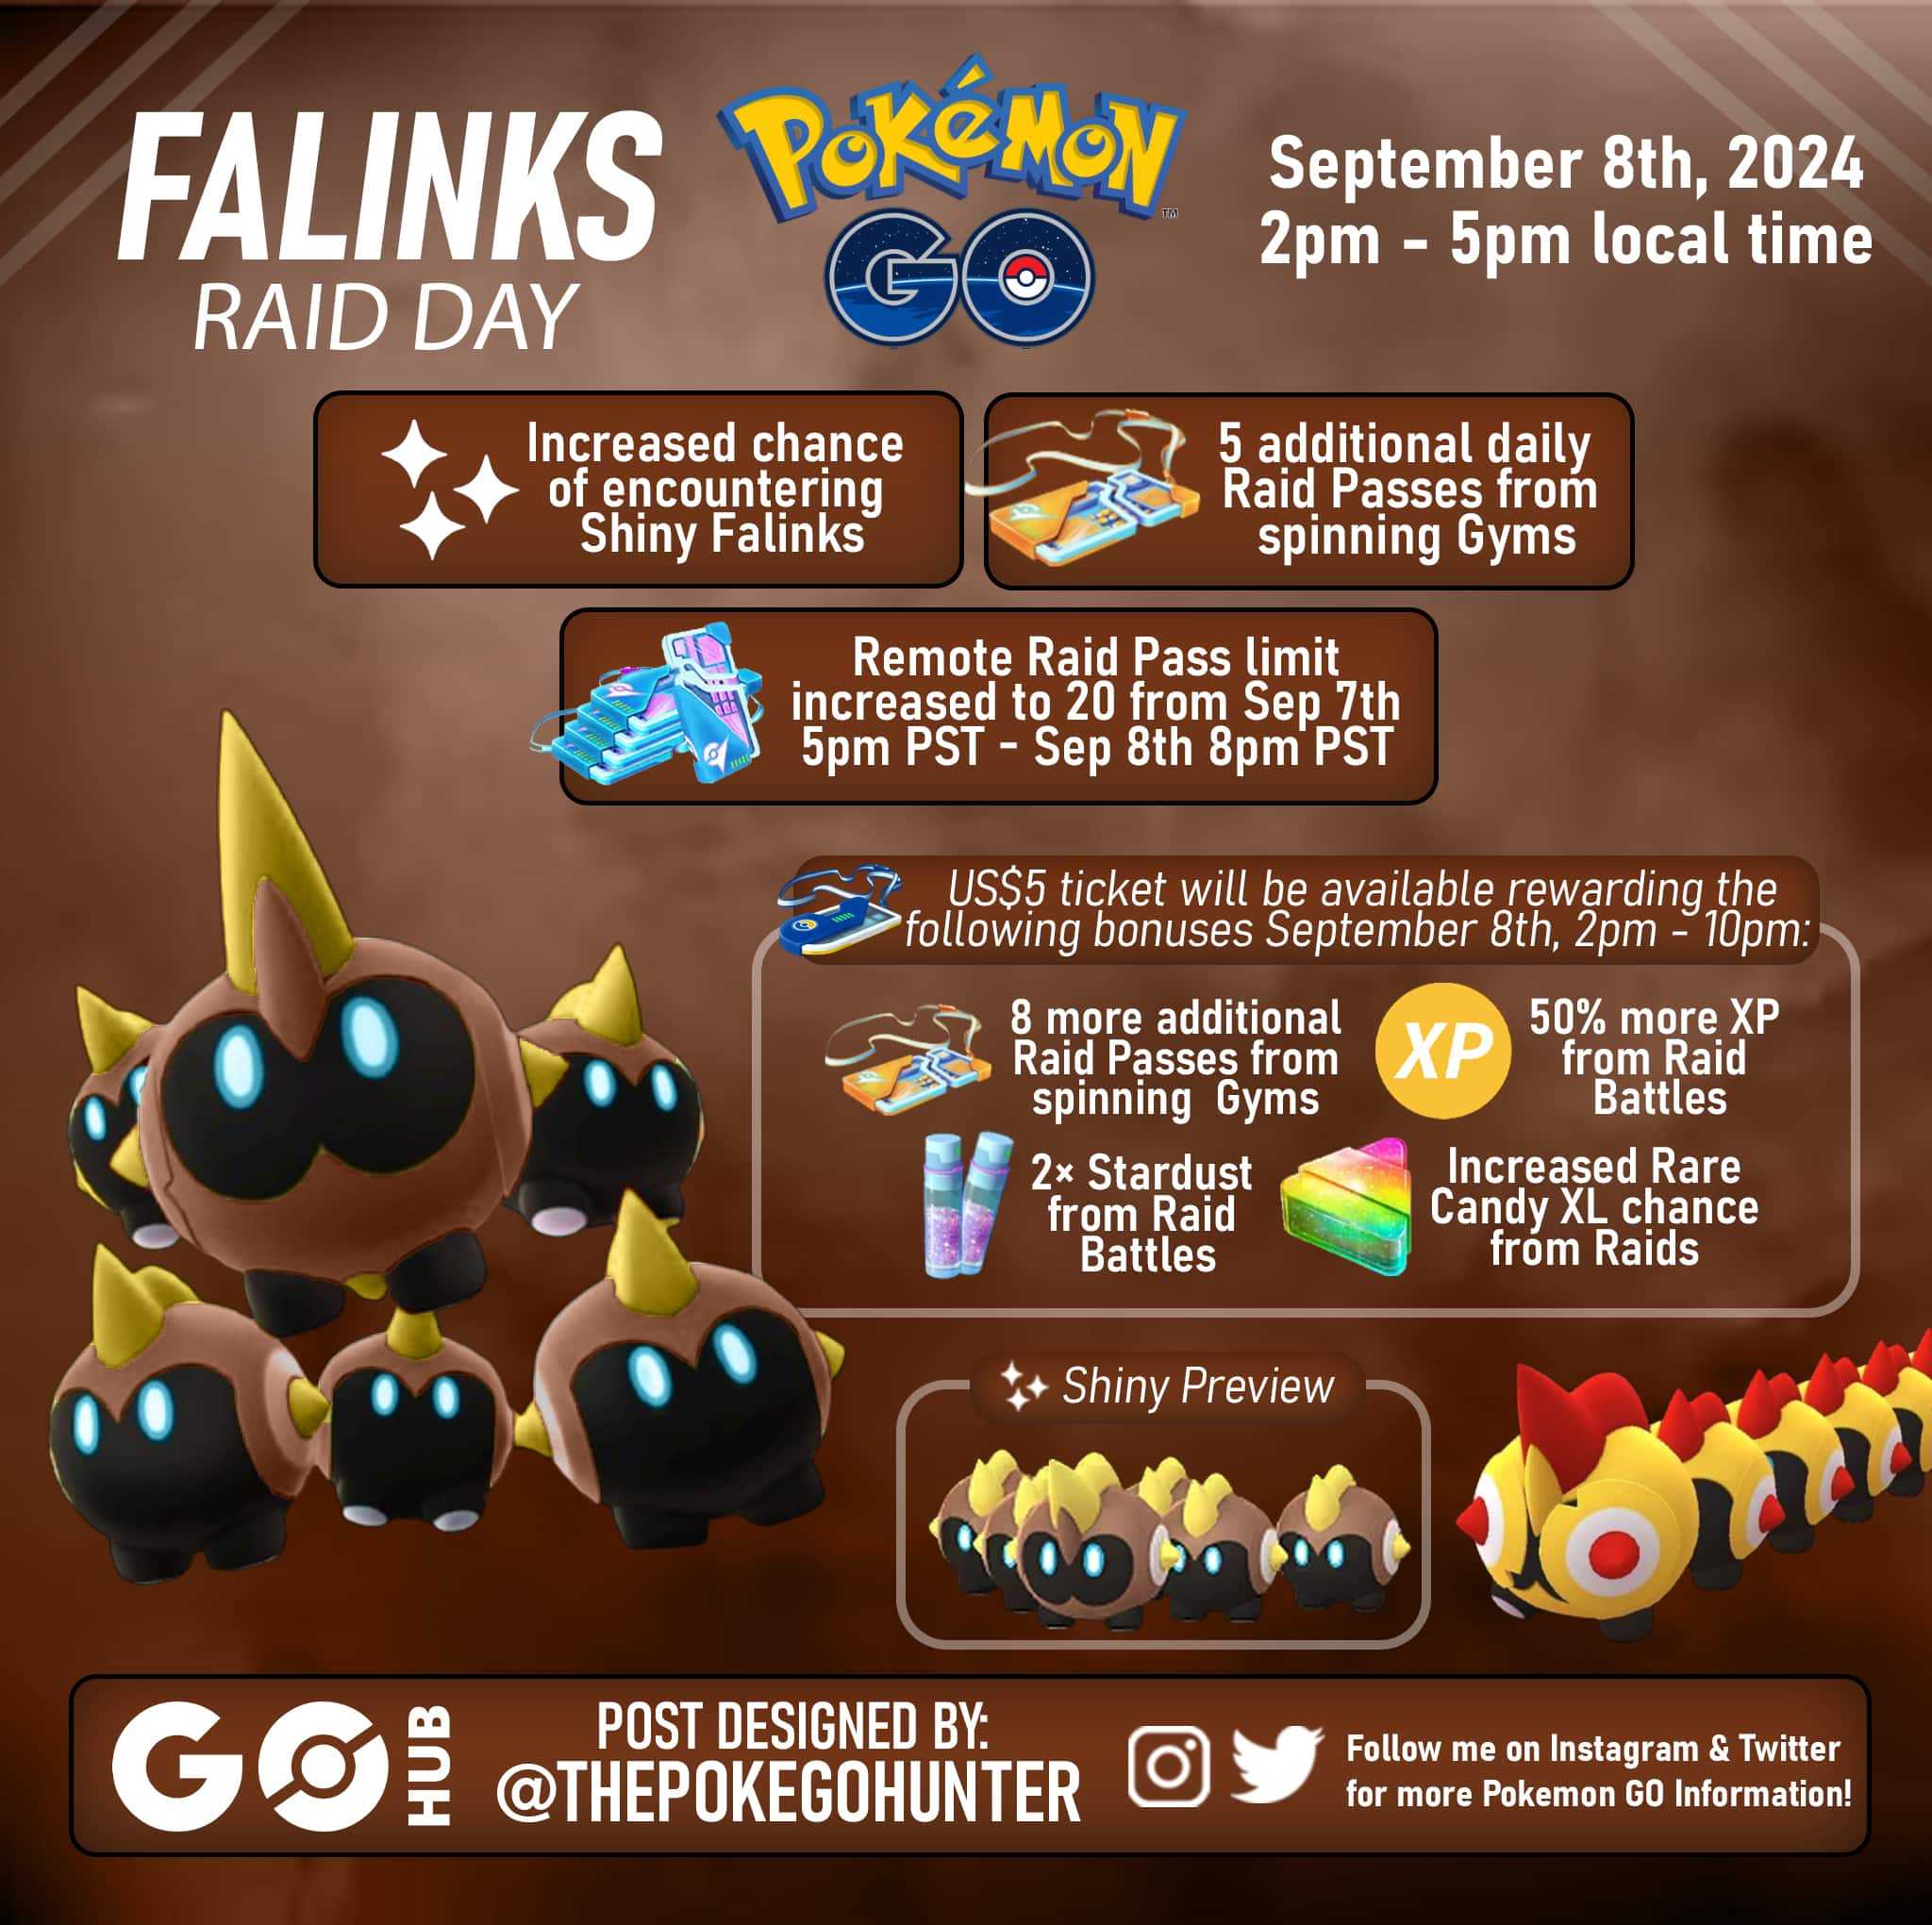 FALINKS
RAID DAY
POKéMON
TM
GO
September 8th, 2024
2pm - 5pm local time
Increased chance
of encountering
Shiny Falinks
5 additional daily
Raid Passes from
spinning Gyms
Remote Raid Pass limit
increased to 20 from Sep 7th
5pm PST - Sep 8th 8pm PST
US$5 ticket will be available rewarding the
following bonuses September 8th, 2pm - 10pm:
8 more additional
Raid Passes from
spinning Gyms
XP
50% more XP
from Raid
Battles
2× Stardust
from Raid
Battles
Increased Rare
Candy XL chance
from Raids
Shiny Preview
GO HUB
POST DESIGNED BY:
@THEPOKEGOHUNTER
Follow me on Instagram & Twitter
for more Pokemon GO Information!